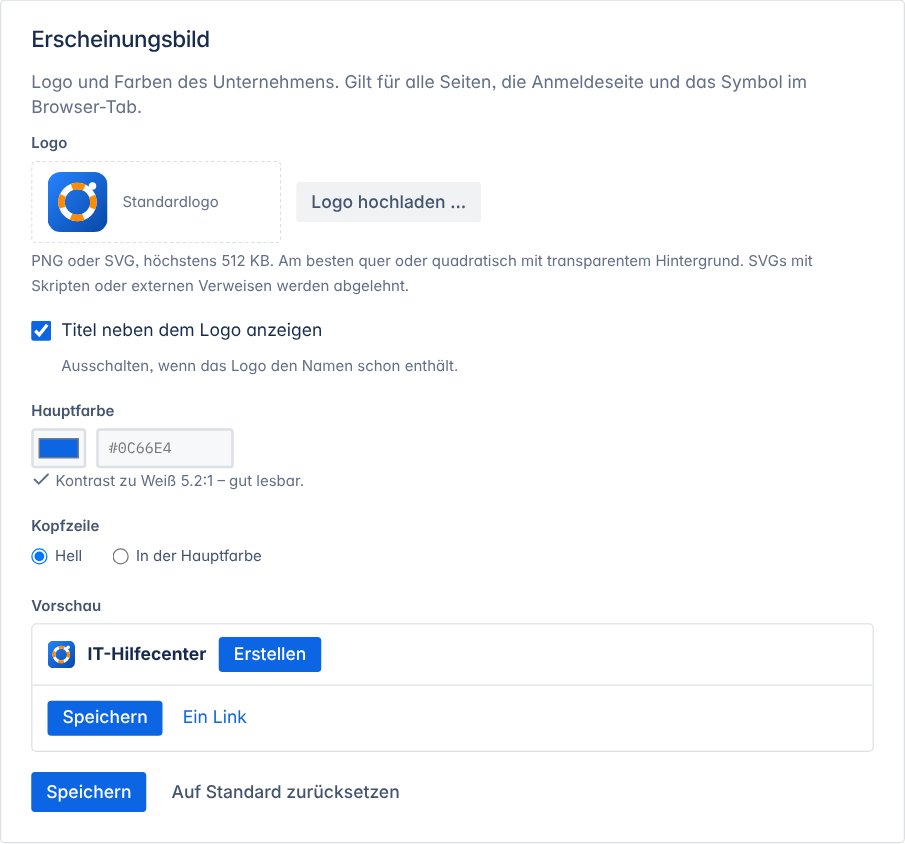 Erscheinungsbild
Logo und Farben des Unternehmens. Gilt für alle Seiten, die Anmeldeseite und das Symbol im
Browser-Tab.
Logo
Standardlogo
Logo hochladen ...
PNG oder SVG, höchstens 512 KB. Am besten quer oder quadratisch mit transparentem Hintergrund. SVGs mit
Skripten oder externen Verweisen werden abgelehnt.
Titel neben dem Logo anzeigen
Ausschalten, wenn das Logo den Namen schon enthält.
Hauptfarbe
#0C66E4
Kontrast zu Weiß 5.2:1 – gut lesbar.
Kopfzeile
Hell
In der Hauptfarbe
Vorschau
IT-Hilfecenter
Erstellen
Speichern
Ein Link
Speichern
Auf Standard zurücksetzen